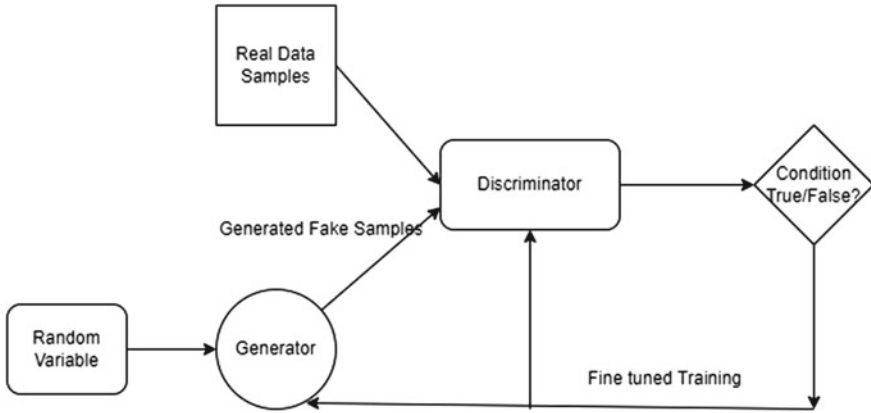 Real Data
Samples
Discriminator
Condition
True/False?
Generated Fake Samples
Random
Variable
Generator
Fine tuned Training